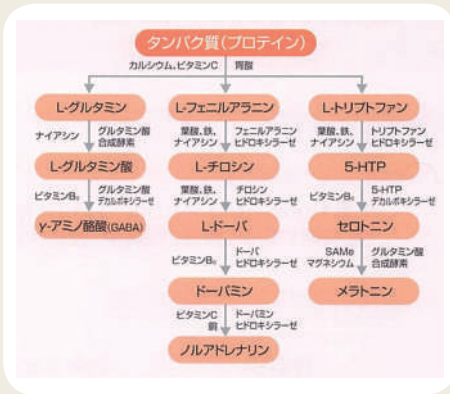 タンパク質(プロテイン)
カルシウム、ビタミンC 胃酸
L-グルタミン L-フェニルアラニン L-トリプトファン
ナイアシン グルタミン酸 葉酸、鉄、 フェニルアラニン 葉酸、鉄、 トリプトファン
合成酵素 ナイアシン ヒドロキシラーゼ ナイアシン ヒドロキシラーゼ
L-グルタミン酸 L-チロシン 5-HTP
ビタミンB₆ グルタミン酸 葉酸、鉄、 チロシン ビタミンB₆ 5-HTP
デカルボキシラーゼ ナイアシン ヒドロキシラーゼ デカルボキシラーゼ
γ-アミノ酪酸(GABA) L-ドーパ セロトニン
ビタミンB₆ ドーパ SAMe グルタミン酸
ヒドロキシラーゼ マグネシウム 合成酵素
ドーパミン メラトニン
ビタミンC ドーパミン
銅 ヒドロキシラーゼ
ノルアドレナリン